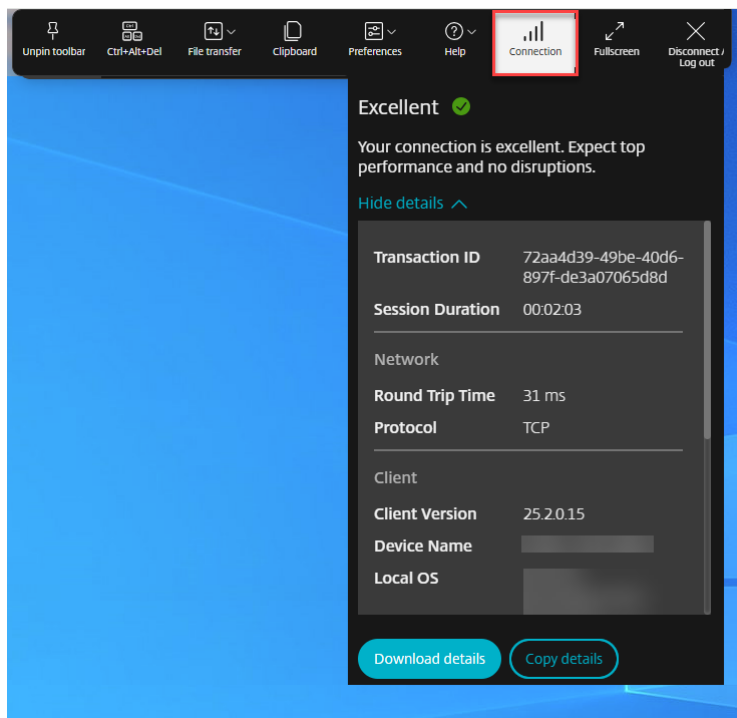 Unpin toolbar
Ctrl+Alt+Del
File transfer
Clipboard
Preferences
Help
Connection
Fullscreen
Disconnect /
Log out
Excellent
Your connection is excellent. Expect top
performance and no disruptions.
Hide details
Transaction ID 72aa4d39-49be-40d6-
897f-de3a07065d8d
Session Duration 00:02:03
Network
Round Trip Time 31 ms
Protocol TCP
Client
Client Version 25.2.0.15
Device Name
Local OS
Download details
Copy details